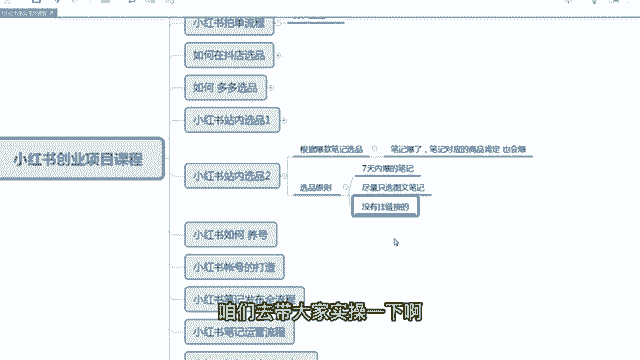 小红书拍单流程
如何在抖店选品
如何 多多选品
小红书站内选品1
小红书创业项目课程
根据爆款笔记选品
笔记爆了，笔记对应的商品肯定 也会爆
小红书站内选品2
7天内爆的笔记
选品原则
尽量只选图文笔记
没有挂链接的
小红书如何 养号
小红书帐号的打造
小红书笔记发布全流程
小红书笔记运营流程
咱们去带大家实操一下啊